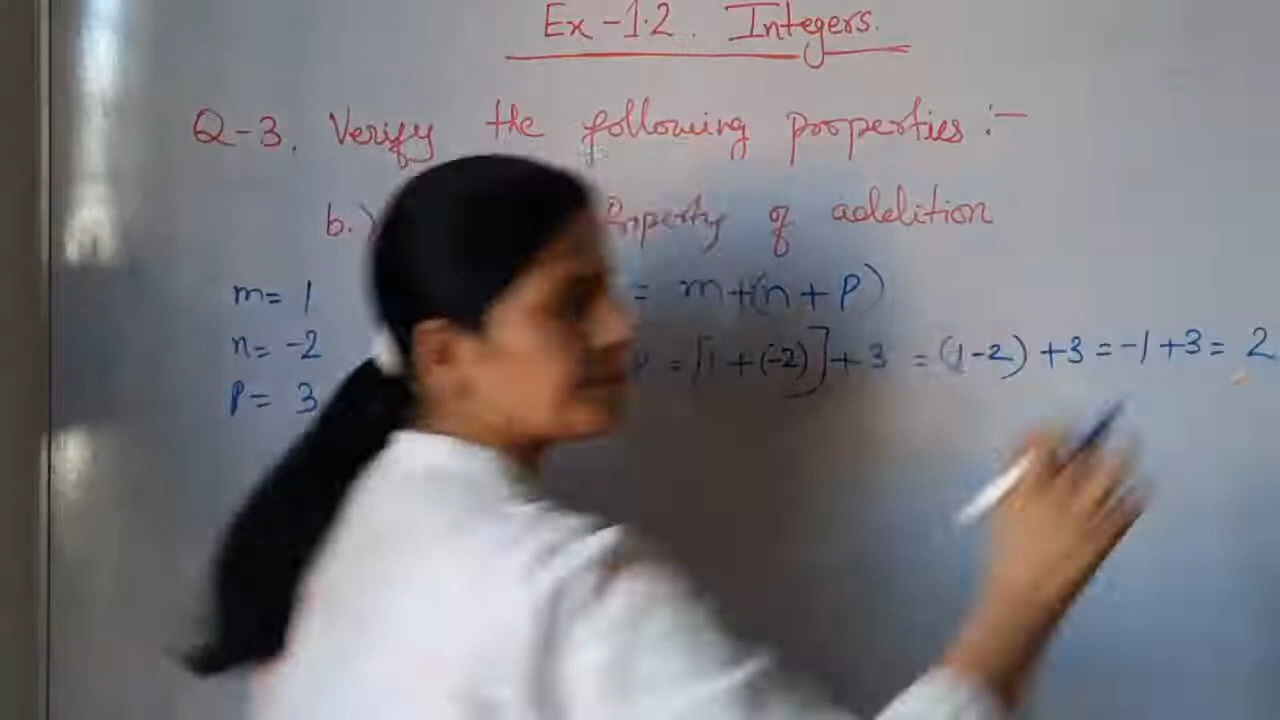 Ex-1.2. Integers.
Q-3. Verify the following properties :-
b.) Property of addition
m= 1 = m+(n+p)
n= -2 = [1+(-2)]+3 = (1-2) +3 = -1 +3 = 2
p= 3